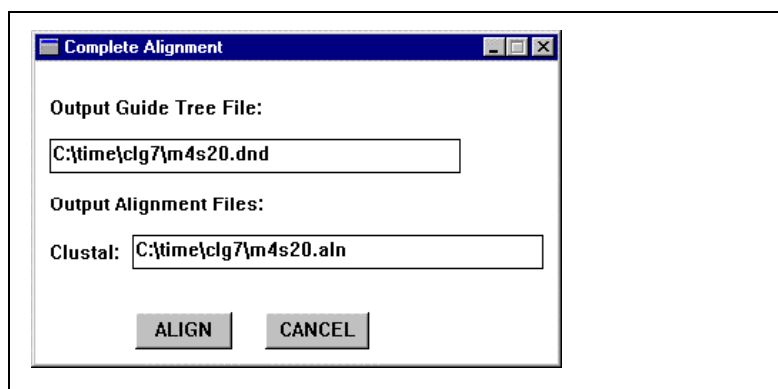 Complete Alignment
Output Guide Tree File:
C:\time\clg7\m4s20.dnd
Output Alignment Files:
Clustal: C:\time\clg7\m4s20.aln
ALIGN CANCEL